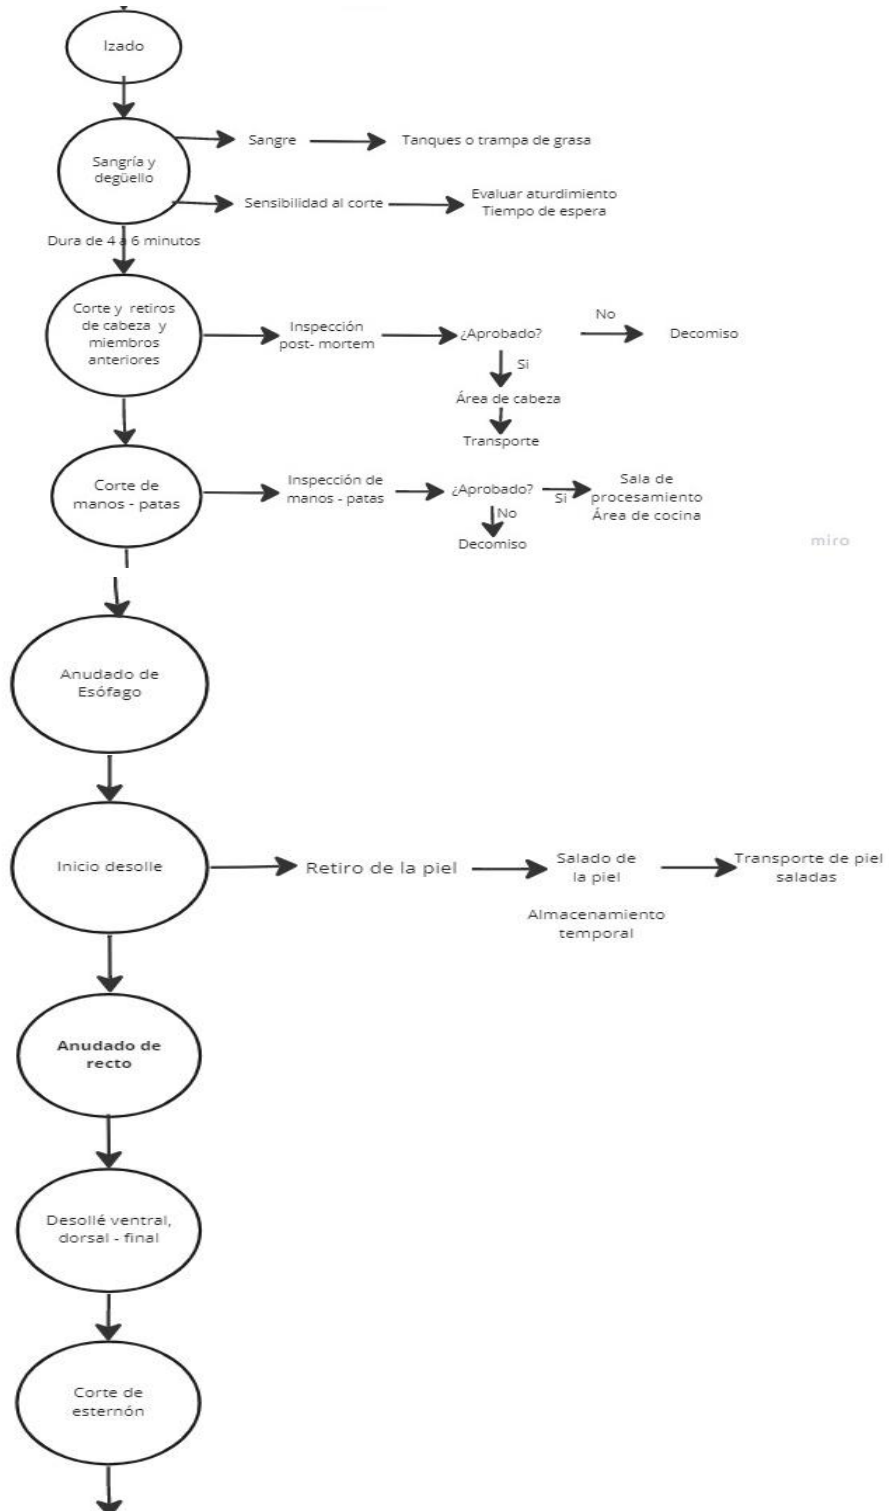 Izado
Sangría y
degüello
Sangre
Tanques o trampa de grasa
Sensibilidad al corte
Evaluar aturdimiento
Tiempo de espera
Dura de 4 a 6 minutos
Corte y retiros
de cabeza y
miembros
anteriores
Inspección
post- mortem
¿Aprobado?
No
Decomiso
Si
Área de cabeza
Transporte
Corte de
manos - patas
Inspección de
manos - patas
¿Aprobado?
Si
Sala de
procesamiento
Área de cocina
No
Decomiso
miro
Anudado de
Esófago
Inicio desolle
Retiro de la piel
Salado de
la piel
Almacenamiento
temporal
Transporte de piel
saladas
Anudado de
recto
Desollé ventral,
dorsal - final
Corte de
esternón